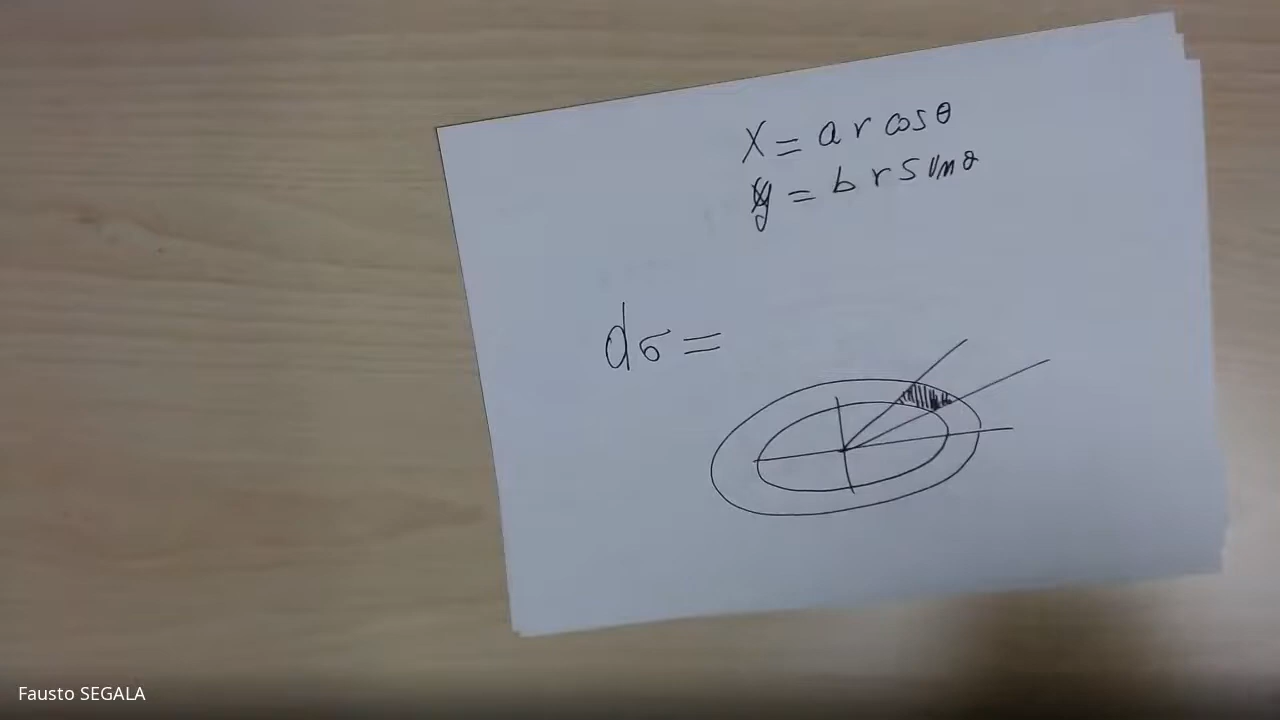 X = a r cos θ
y = b r sin θ
dσ =
Fausto SEGALA